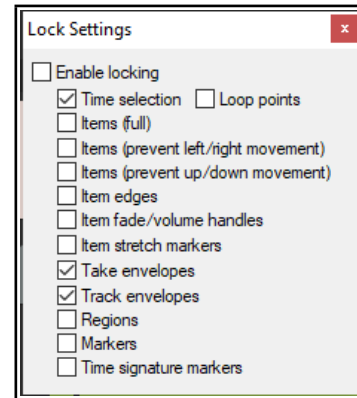 Lock Settings x
Enable locking
Time selection Loop points
Items (full)
Items (prevent left/right movement)
Items (prevent up/down movement)
Item edges
Item fade/volume handles
Item stretch markers
Take envelopes
Track envelopes
Regions
Markers
Time signature markers